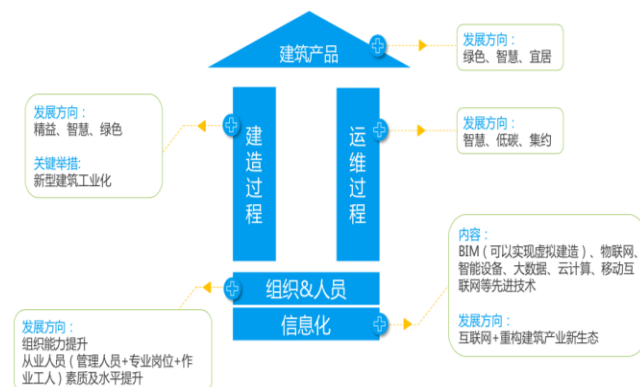 建筑产品
发展方向：
绿色、智慧、宜居
发展方向：
精益、智慧、绿色
关键举措:
新型建筑工业化
建造过程
运维过程
发展方向：
智慧、低碳、集约
组织&人员
信息化
内容：
BIM（可以实现虚拟建造）、物联网、
智能设备、大数据、云计算、移动互
联网等先进技术
发展方向：
互联网+重构建筑产业新生态
发展方向：
组织能力提升
从业人员（管理人员+专业岗位+作
业工人）素质及水平提升